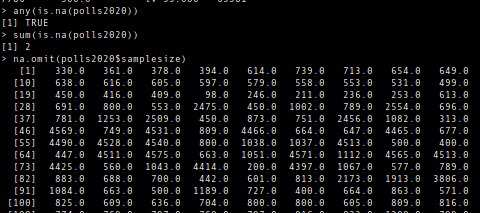 > any(is.na(polls2020))
[1] TRUE
> sum(is.na(polls2020))
[1] 2
> na.omit(polls2020$samplesize)
[1] 330.0 361.0 378.0 394.0 614.0 739.0 713.0 654.0 649.0
[10] 638.0 616.0 605.0 597.0 579.0 558.0 553.0 531.0 499.0
[19] 450.0 416.0 409.0 98.0 246.0 211.0 236.0 253.0 613.0
[28] 691.0 800.0 553.0 2475.0 450.0 1002.0 789.0 2554.0 696.0
[37] 781.0 1253.0 2509.0 450.0 873.0 751.0 2456.0 1082.0 313.0
[46] 4569.0 749.0 4531.0 809.0 4466.0 664.0 647.0 4465.0 677.0
[55] 4490.0 4528.0 4540.0 800.0 1038.0 1037.0 4513.0 500.0 400.0
[64] 447.0 4511.0 4575.0 663.0 1051.0 4571.0 1112.0 4565.0 4513.0
[73] 4425.0 560.0 1043.0 4414.0 200.0 4397.0 1067.0 577.0 789.0
[82] 883.0 688.0 700.0 442.0 601.0 813.0 2173.0 1913.0 3806.0
[91] 1084.0 663.0 500.0 1189.0 727.0 400.0 664.0 863.0 571.0
[100] 825.0 609.0 636.0 704.0 800.0 800.0 605.0 809.0 816.0